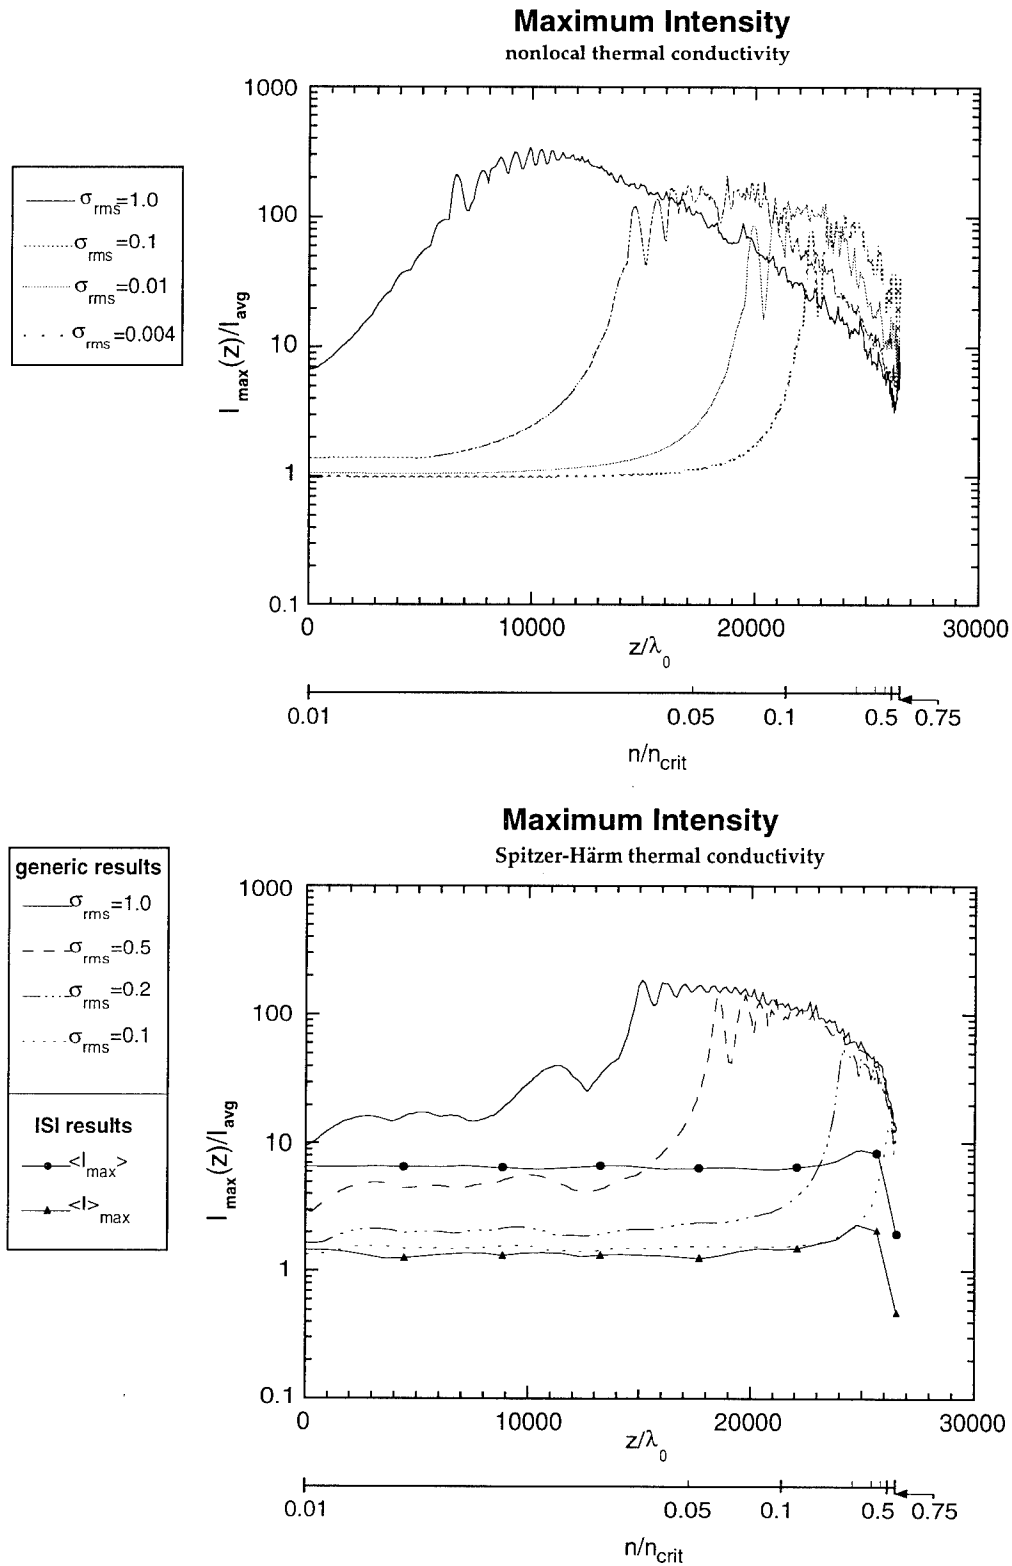 Maximum Intensity
nonlocal thermal conductivity
σrms=1.0
σrms=0.1
σrms=0.01
σrms=0.004
Imax(z)/Iavg
1000
100
10
1
0.1
0 10000 20000 30000
z/λ0
0.01 0.05 0.1 0.5 0.75
n/ncrit
Maximum Intensity
Spitzer-Härm thermal conductivity
generic results
σrms=1.0
σrms=0.5
σrms=0.2
σrms=0.1
ISI results
<Imax>
<I>max
Imax(z)/Iavg
1000
100
10
1
0.1
0 10000 20000 30000
z/λ0
0.01 0.05 0.1 0.5 0.75
n/ncrit